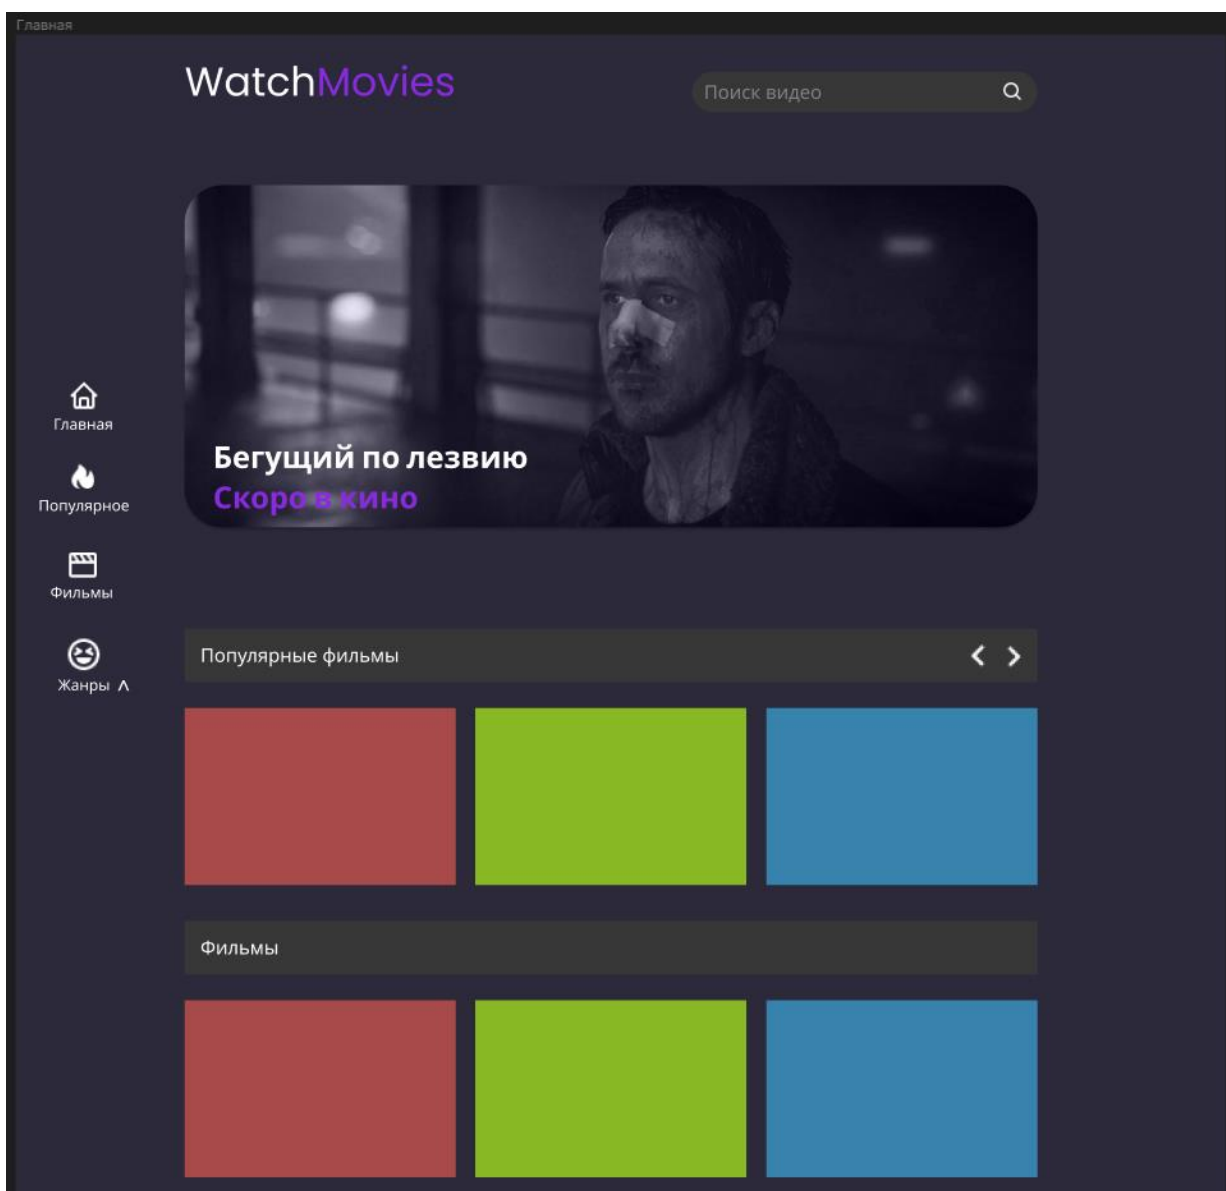 Главная
WatchMovies
Поиск видео
Бегущий по лезвию
Скоро в кино
Главная
Популярное
Фильмы
Жанры ^
Популярные фильмы
Фильмы